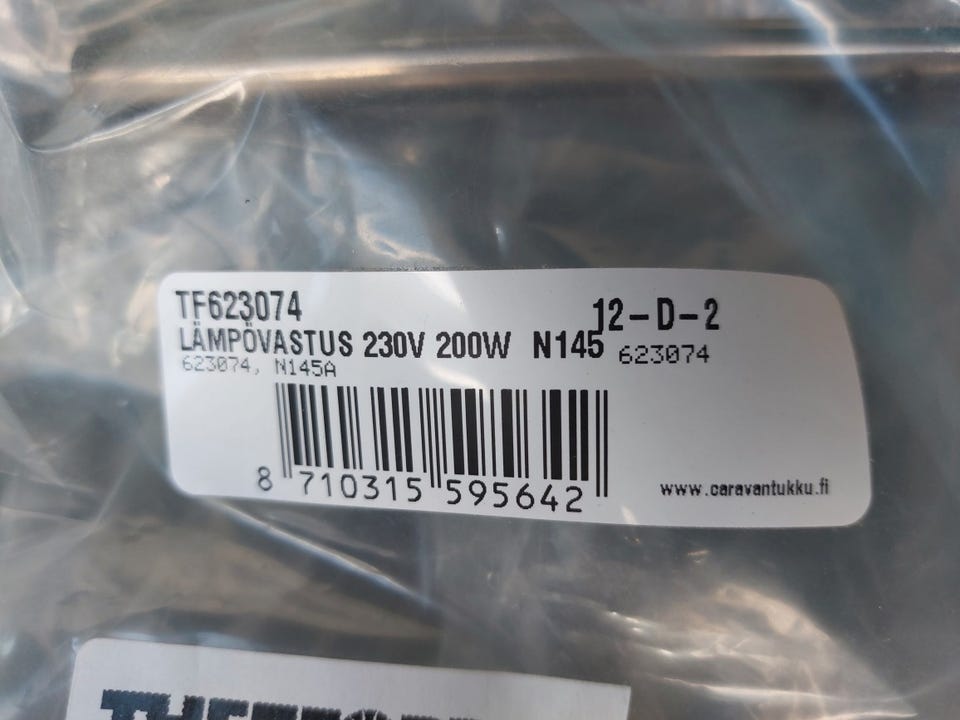 TF623074 12-D-2
LÄMPÖVASTUS 230V 200W N145 623074
623074, N145A
8 710315 595642
www.caravantukku.fi